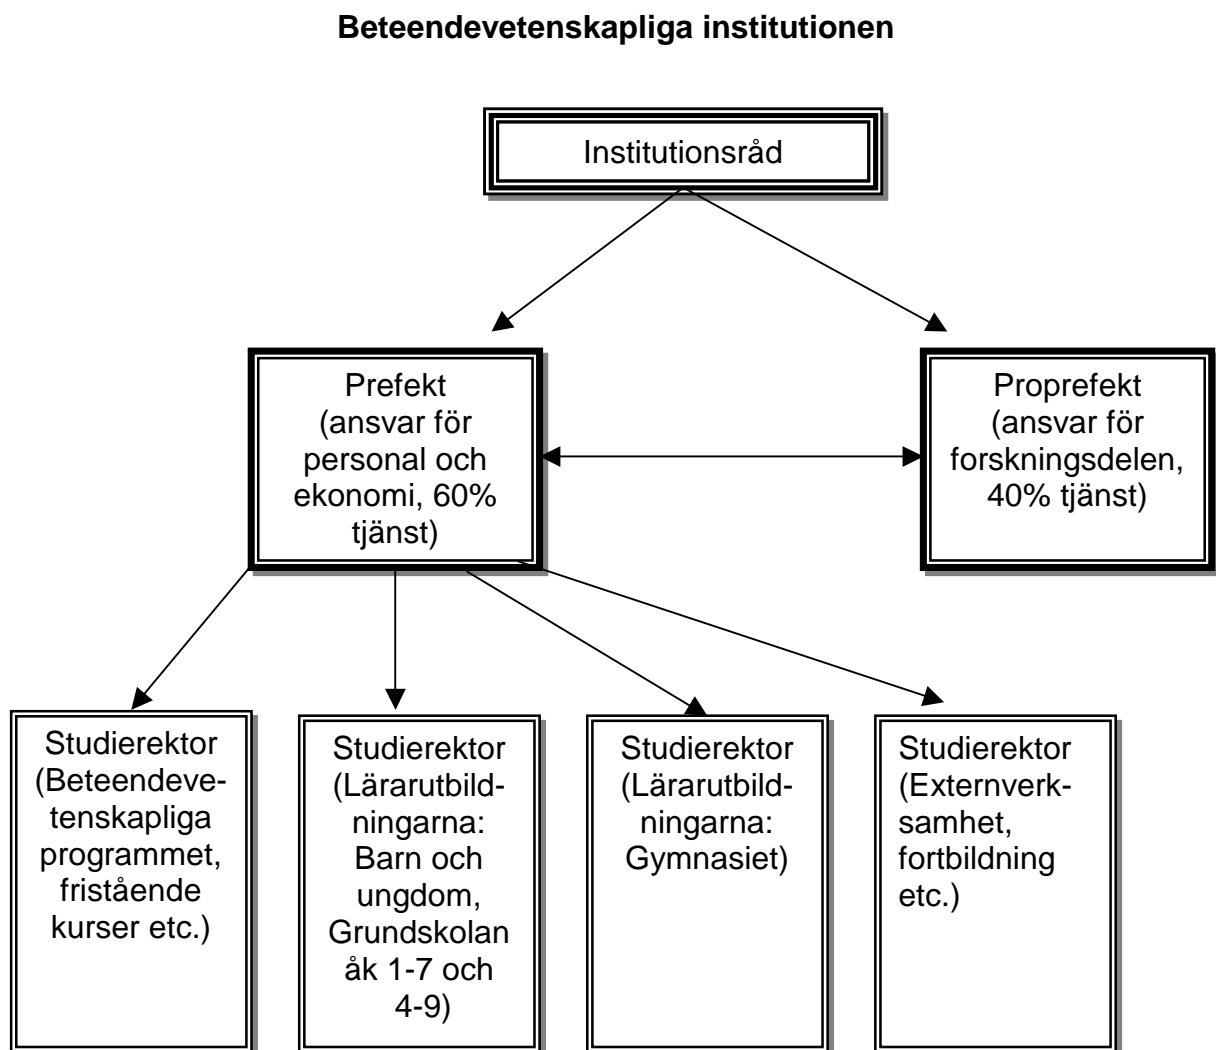 Beteendevetenskapliga institutionen
Institutionsråd
Prefekt
(ansvar för
personal och
ekonomi, 60%
tjänst)
Proprefekt
(ansvar för
forskningsdelen,
40% tjänst)
Studierektor
(Beteendeve-
tenskapliga
programmet,
fristående
kurser etc.)
Studierektor
(Lärarutbild-
ningarna:
Barn och
ungdom,
Grundskolan
åk 1-7 och
4-9)
Studierektor
(Lärarutbild-
ningarna:
Gymnasiet)
Studierektor
(Externverk-
samhet,
fortbildning
etc.)